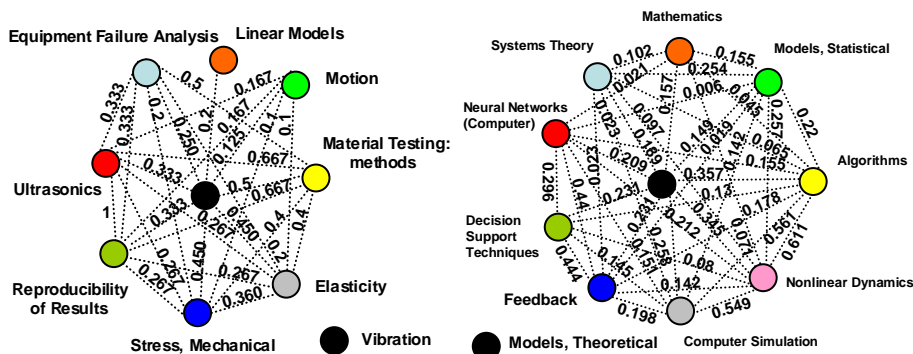 Equipment Failure Analysis
Linear Models
0.5
0.167
Motion
0.333
0.333
0.2
0.250
0.2
0.167
0.125
0.1
0.1
Material Testing:
methods
0.667
Ultrasonics
0.333
0.5
0.667
1
0.333
0.267
0.450
0.4
0.4
0.2
Reproducibility
of Results
0.267
0.267
0.450
0.267
0.360
Elasticity
Stress, Mechanical
Vibration
Mathematics
Systems Theory
0.102
0.155
Models, Statistical
0.021
0.254
0.157
0.006
0.045
Neural Networks
(Computer)
0.023
0.097
0.169
0.149
0.019
0.142
0.257
0.22
0.296
0.209
0.023
0.065
0.155
Algorithms
0.357
0.44
0.231
0.13
0.178
Decision
Support
Techniques
0.231
0.212
0.345
0.071
0.561
0.611
0.444
0.145
0.151
0.258
0.08
Feedback
0.142
Nonlinear Dynamics
0.198
0.549
Computer Simulation
Models, Theoretical